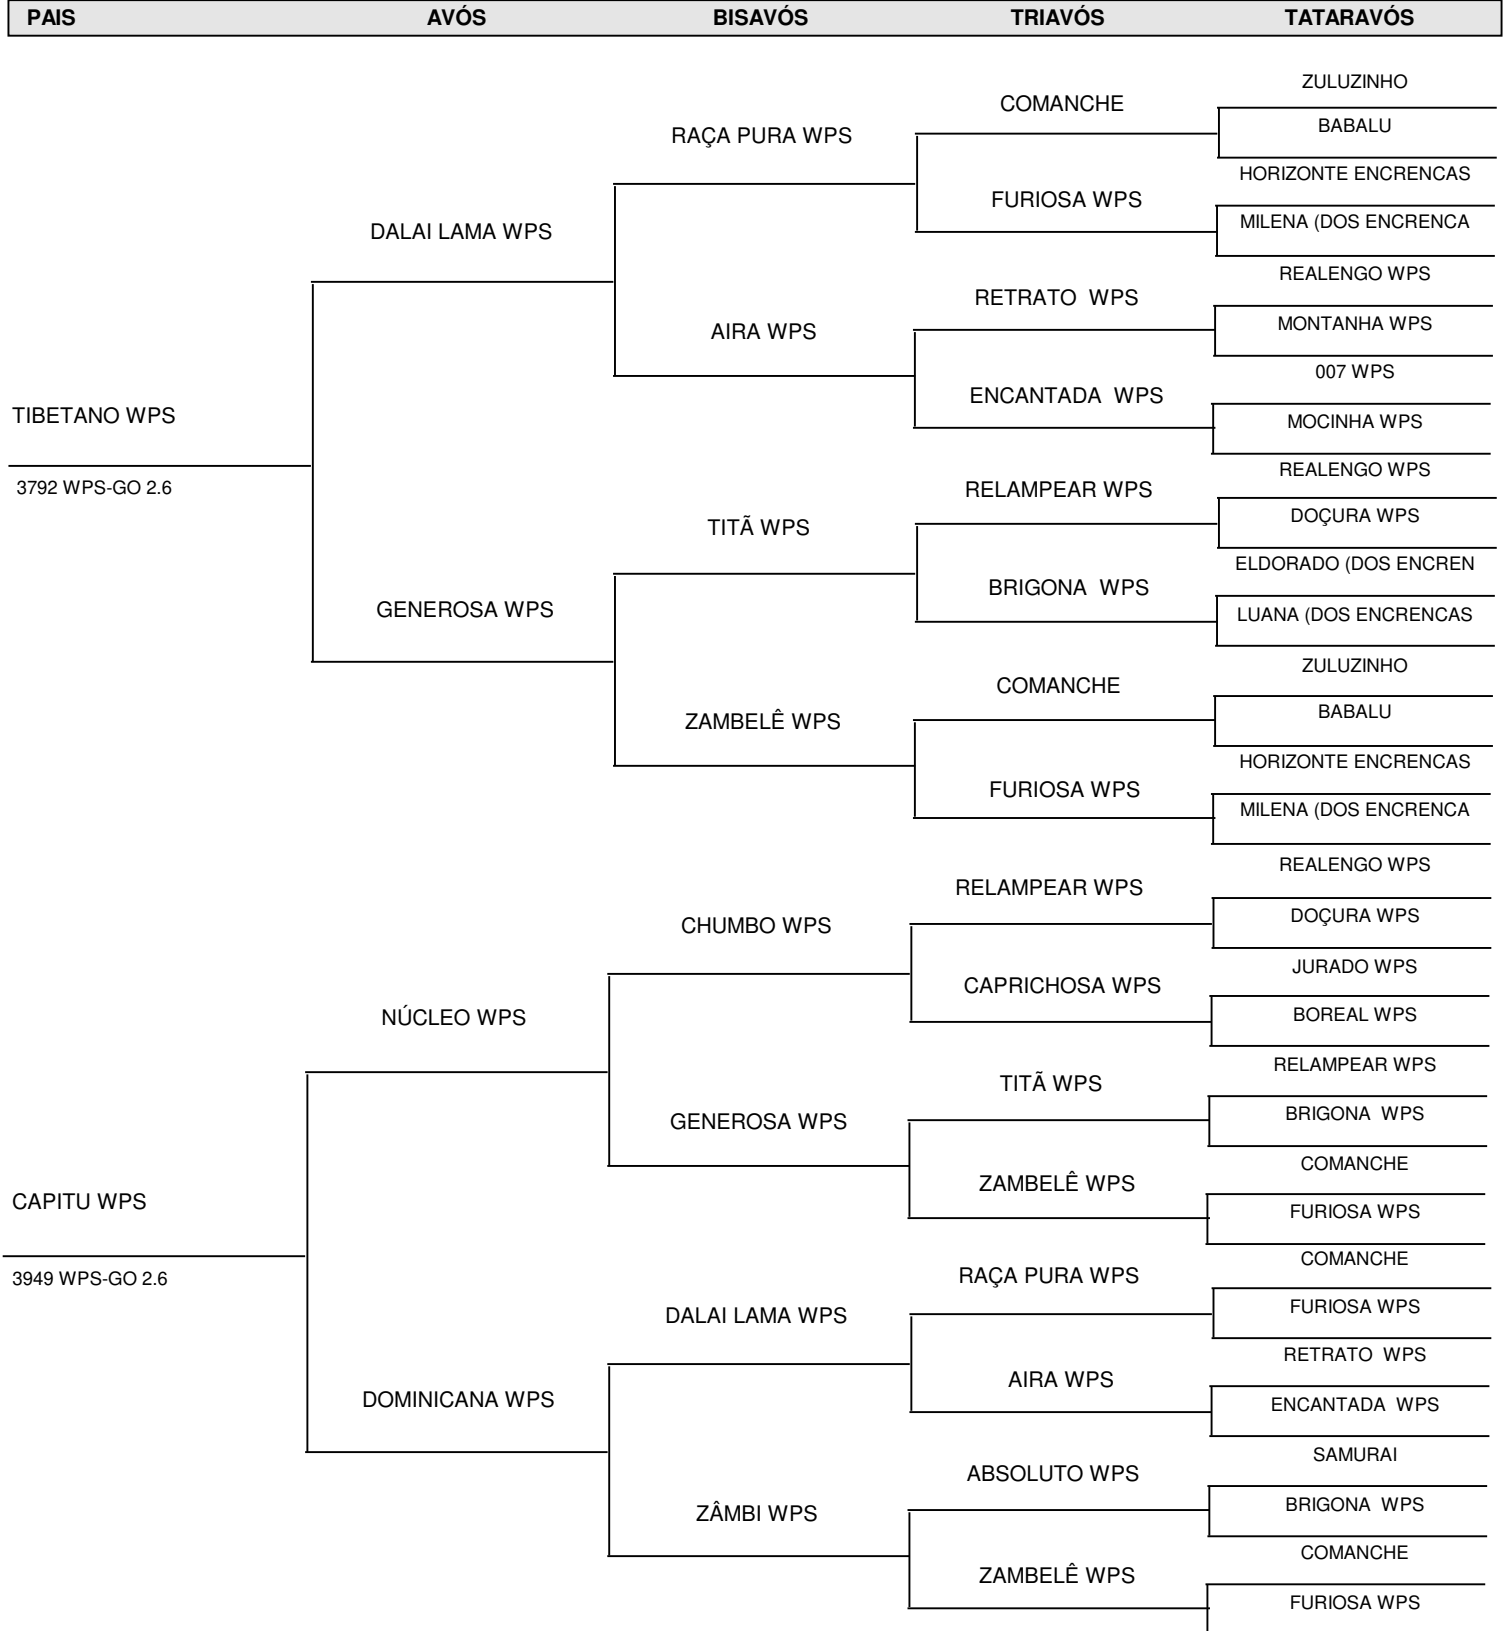 PAIS AVÓS BISAVÓS TRIAVÓS TATARAVÓS
ZULUZINHO
COMANCHE
BABALU
RAÇA PURA WPS
HORIZONTE ENCRENCAS
FURIOSA WPS
MILENA (DOS ENCRENCA
DALAI LAMA WPS
REALENGO WPS
RETRATO WPS
MONTANHA WPS
AIRA WPS
007 WPS
ENCANTADA WPS
MOCINHA WPS
TIBETANO WPS
REALENGO WPS
3792 WPS-GO 2.6
RELAMPEAR WPS
DOÇURA WPS
TITÃ WPS
ELDORADO (DOS ENCREN
BRIGONA WPS
LUANA (DOS ENCRENCAS
GENEROSA WPS
ZULUZINHO
COMANCHE
BABALU
ZAMBELÊ WPS
HORIZONTE ENCRENCAS
FURIOSA WPS
MILENA (DOS ENCRENCA
REALENGO WPS
RELAMPEAR WPS
DOÇURA WPS
CHUMBO WPS
JURADO WPS
CAPRICHOSA WPS
BOREAL WPS
NÚCLEO WPS
RELAMPEAR WPS
TITÃ WPS
BRIGONA WPS
GENEROSA WPS
COMANCHE
ZAMBELÊ WPS
FURIOSA WPS
CAPITU WPS
COMANCHE
3949 WPS-GO 2.6
RAÇA PURA WPS
FURIOSA WPS
DALAI LAMA WPS
RETRATO WPS
AIRA WPS
ENCANTADA WPS
DOMINICANA WPS
SAMURAI
ABSOLUTO WPS
BRIGONA WPS
ZÂMBI WPS
COMANCHE
ZAMBELÊ WPS
FURIOSA WPS